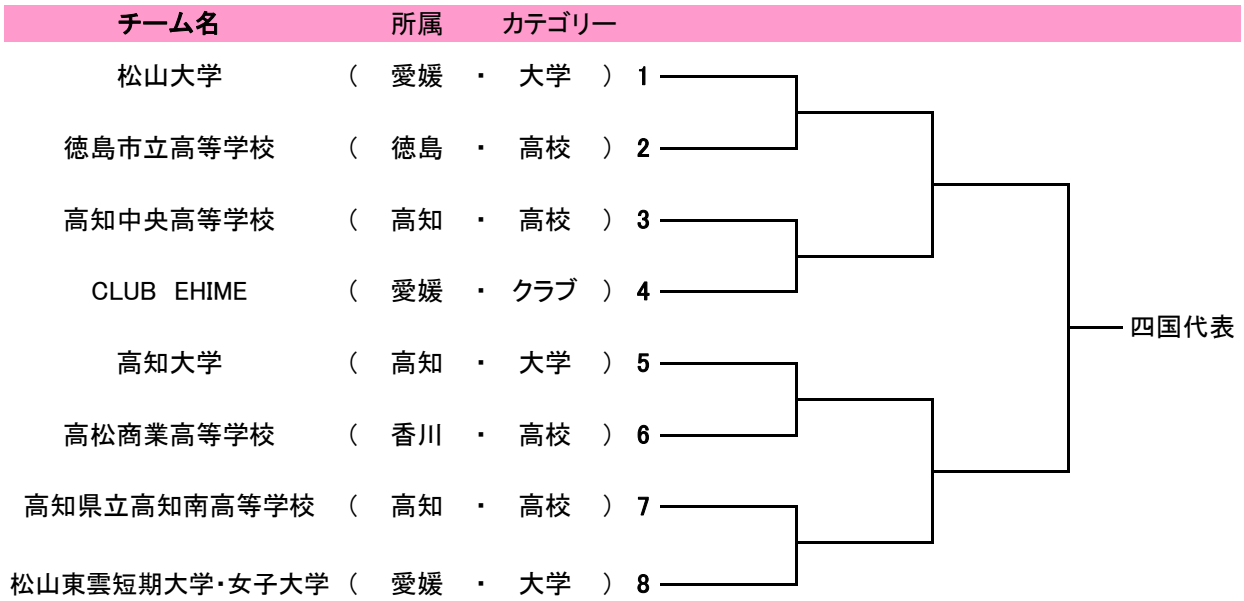 チーム名 所属 カテゴリー
松山大学 ( 愛媛 ・ 大学 ) 1
徳島市立高等学校 ( 徳島 ・ 高校 ) 2
高知中央高等学校 ( 高知 ・ 高校 ) 3
CLUB EHIME ( 愛媛 ・ クラブ ) 4
四国代表
高知大学 ( 高知 ・ 大学 ) 5
高松商業高等学校 ( 香川 ・ 高校 ) 6
高知県立高知南高等学校 ( 高知 ・ 高校 ) 7
松山東雲短期大学・女子大学 ( 愛媛 ・ 大学 ) 8